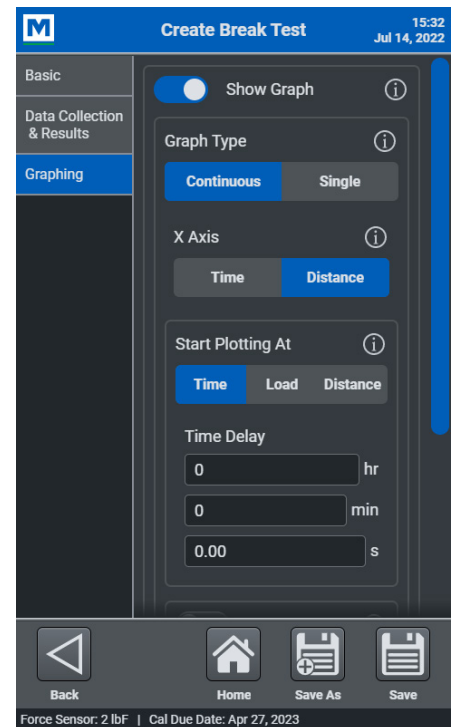 M
Create Break Test
15:32
Jul 14, 2022
Basic
Data Collection
& Results
Graphing
Show Graph
Graph Type
Continuous Single
X Axis
Time Distance
Start Plotting At
Time Load Distance
Time Delay
0 hr
0 min
0.00 s
Back Home Save As Save
Force Sensor: 2 lbF | Cal Due Date: Apr 27, 2023